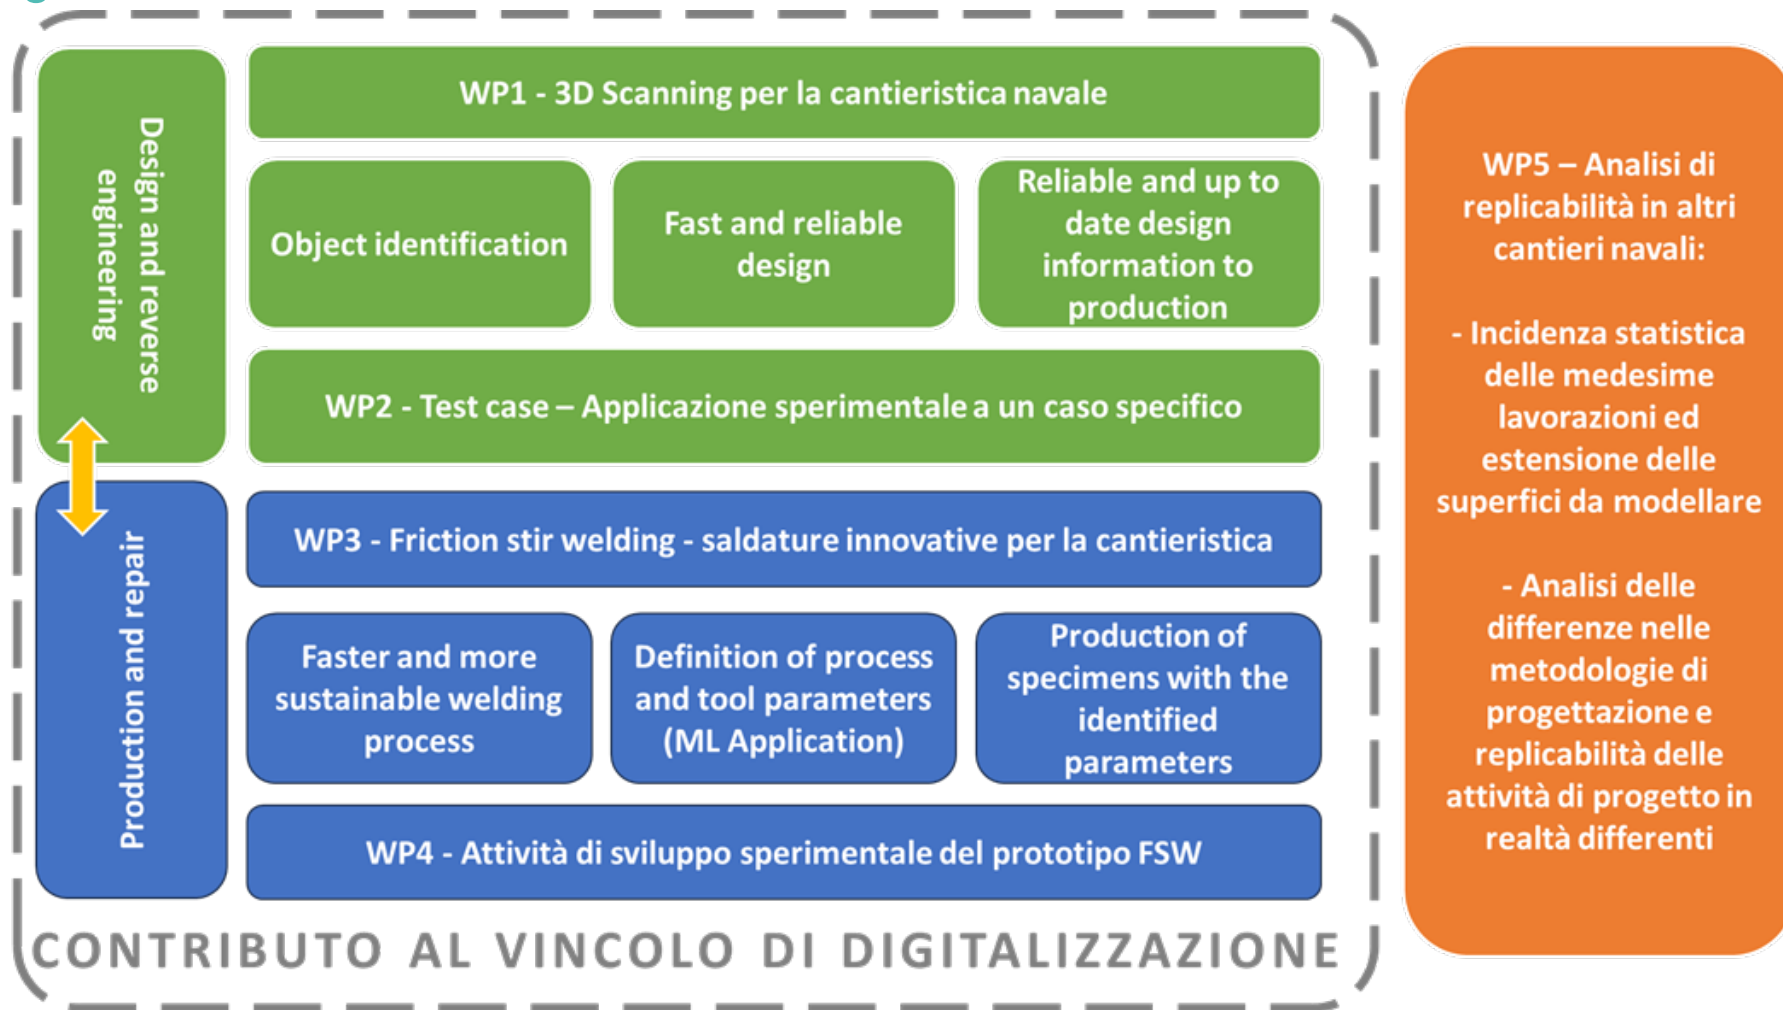 Design and reverse
engineering
WP1 - 3D Scanning per la cantieristica navale
Object identification
Fast and reliable
design
Reliable and up to
date design
information to
production
WP2 - Test case – Applicazione sperimentale a un caso specifico
Production and repair
WP3 - Friction stir welding - saldature innovative per la cantieristica
Faster and more
sustainable welding
process
Definition of process
and tool parameters
(ML Application)
Production of
specimens with the
identified
parameters
WP4 - Attività di sviluppo sperimentale del prototipo FSW
CONTRIBUTO AL VINCOLO DI DIGITALIZZAZIONE
WP5 – Analisi di
replicabilità in altri
cantieri navali:
- Incidenza statistica
delle medesime
lavorazioni ed
estensione delle
superfici da modellare
- Analisi delle
differenze nelle
metodologie di
progettazione e
replicabilità delle
attività di progetto in
realtà differenti